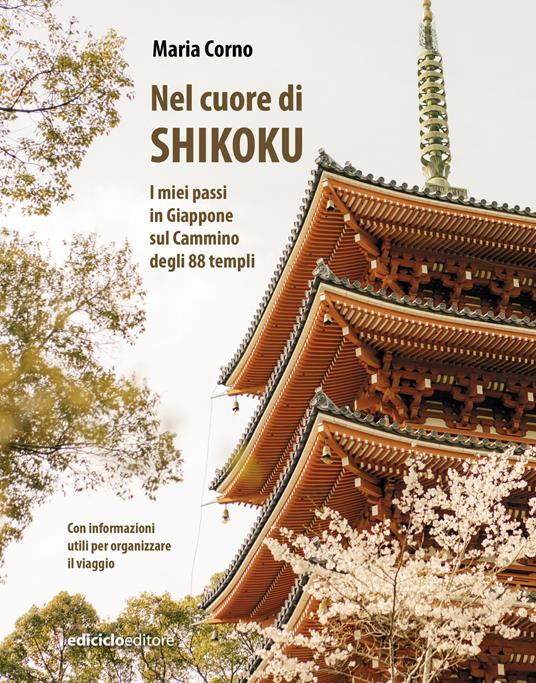 Maria Corno
Nel cuore di
SHIKOKU
I miei passi
in Giappone
sul Cammino
degli 88 templi
Con informazioni
utili per organizzare
il viaggio
ediciclo editore